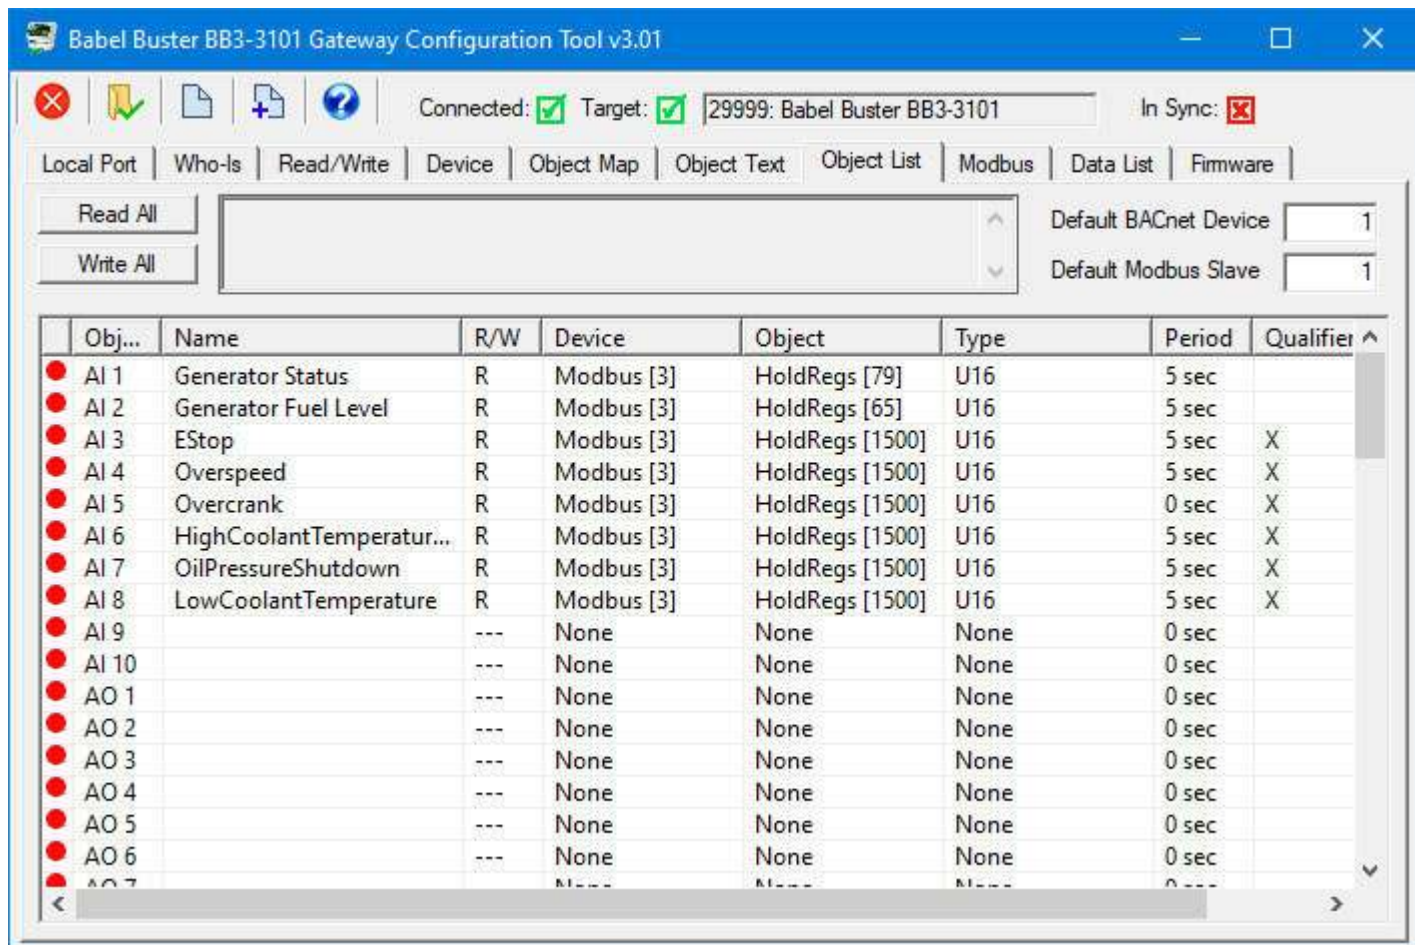 Babel Buster BB3-3101 Gateway Configuration Tool v3.01
Connected: Target: 29999: Babel Buster BB3-3101 In Sync:
Local Port Who-Is Read/Write Device Object Map Object Text Object List Modbus Data List Firmware
Read All
Default BACnet Device 1
Write All
Default Modbus Slave 1
Obj... Name R/W Device Object Type Period Qualifier
AI 1 Generator Status R Modbus [3] HoldRegs [79] U16 5 sec
AI 2 Generator Fuel Level R Modbus [3] HoldRegs [65] U16 5 sec
AI 3 EStop R Modbus [3] HoldRegs [1500] U16 5 sec X
AI 4 Overspeed R Modbus [3] HoldRegs [1500] U16 5 sec X
AI 5 Overcrank R Modbus [3] HoldRegs [1500] U16 0 sec X
AI 6 HighCoolantTemperatur... R Modbus [3] HoldRegs [1500] U16 5 sec X
AI 7 OilPressureShutdown R Modbus [3] HoldRegs [1500] U16 5 sec X
AI 8 LowCoolantTemperature R Modbus [3] HoldRegs [1500] U16 5 sec X
AI 9 --- None None None 0 sec
AI 10 --- None None None 0 sec
AO 1 --- None None None 0 sec
AO 2 --- None None None 0 sec
AO 3 --- None None None 0 sec
AO 4 --- None None None 0 sec
AO 5 --- None None None 0 sec
AO 6 --- None None None 0 sec